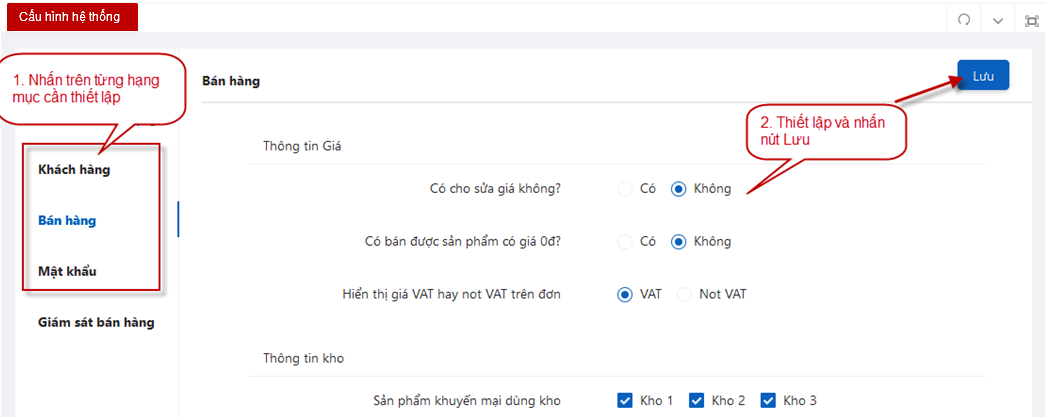 Cấu hình hệ thống
1. Nhấn trên từng hạng
mục cần thiết lập
Bán hàng
Lưu
2. Thiết lập và nhấn
nút Lưu
Thông tin Giá
Khách hàng
Có cho sửa giá không?
Có
Không
Bán hàng
Có bán được sản phẩm có giá 0đ?
Có
Không
Mật khẩu
Hiển thị giá VAT hay not VAT trên đơn
VAT
Not VAT
Giám sát bán hàng
Thông tin kho
Sản phẩm khuyến mại dùng kho
Kho 1
Kho 2
Kho 3